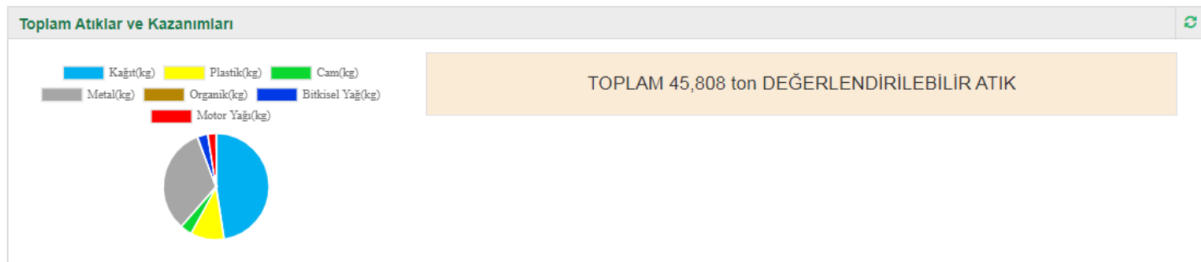 Toplam Atıklar ve Kazanımları
Kağıt(kg) Plastik(kg) Cam(kg)
Metal(kg) Organik(kg) Bitkisel Yağ(kg)
Motor Yağı(kg)
TOPLAM 45,808 ton DEĞERLENDİRİLEBİLİR ATIK